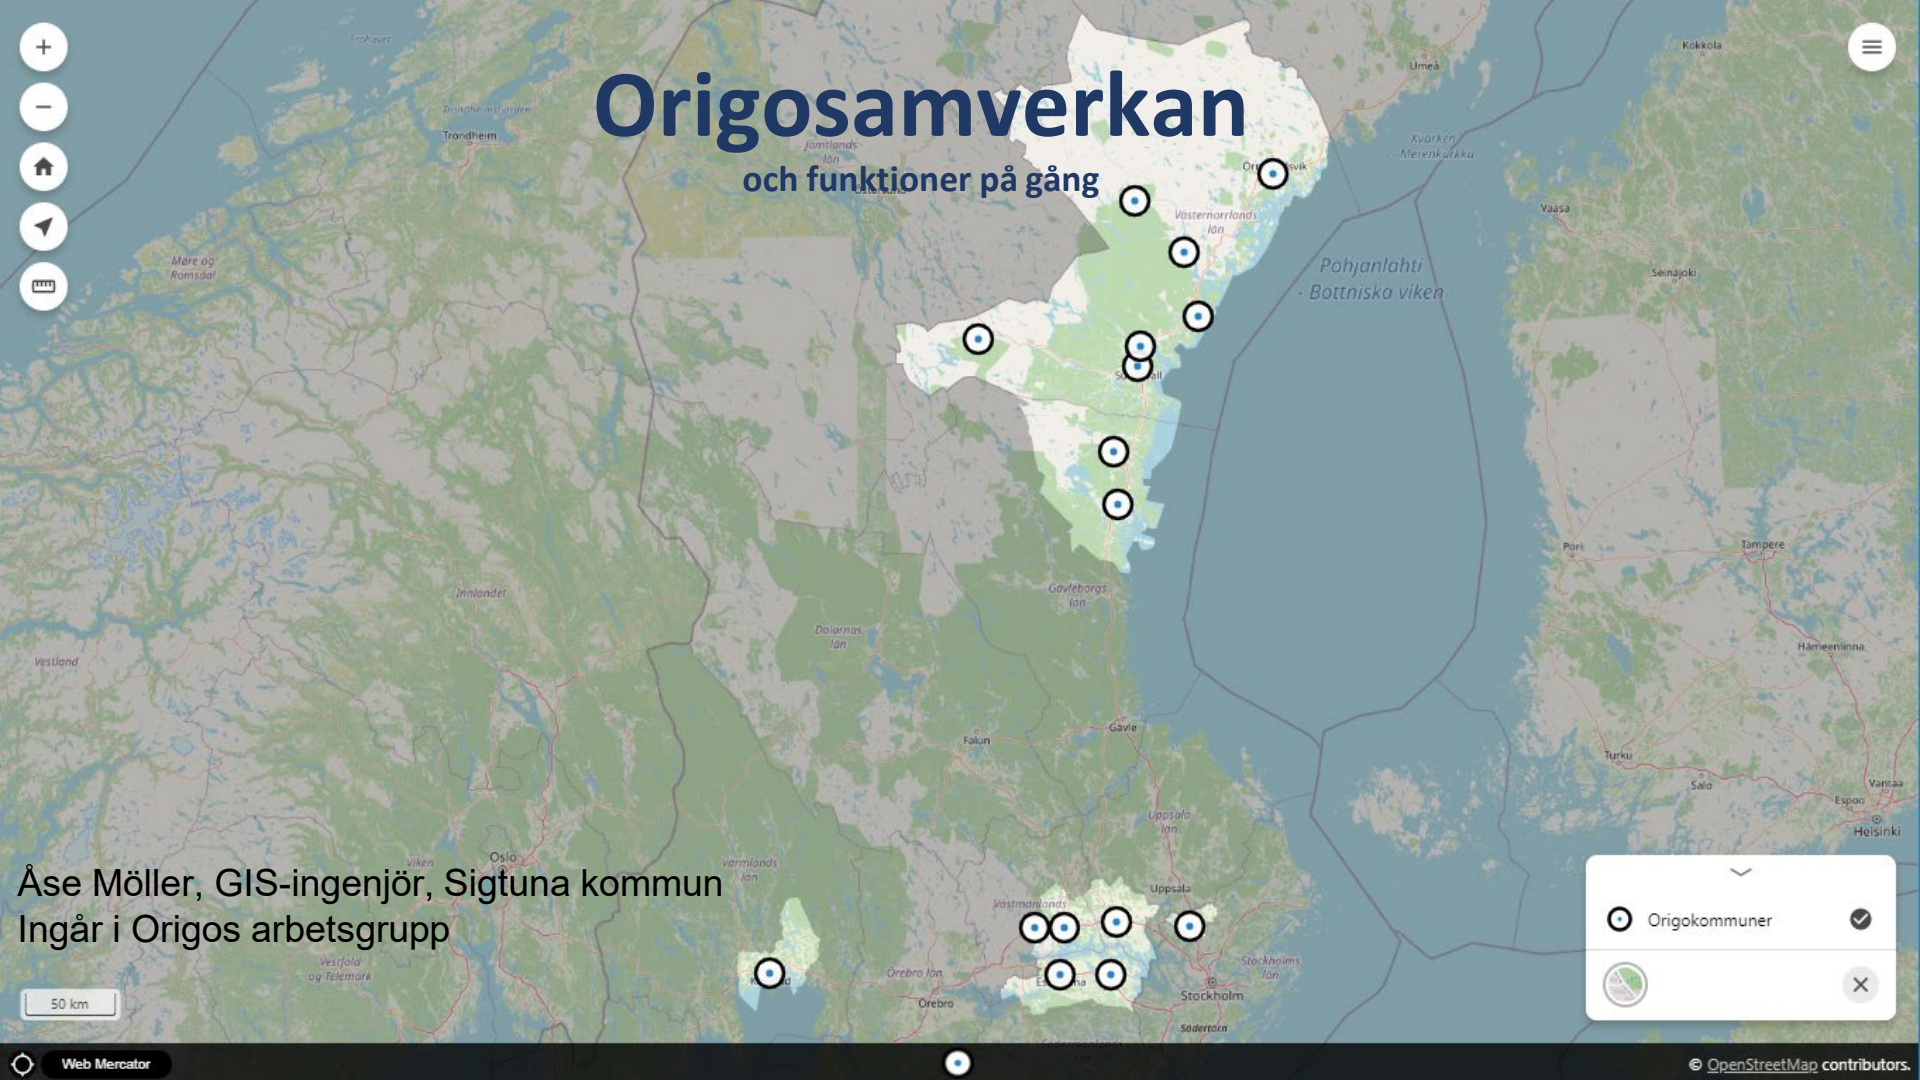 Origosamverkan
och funktioner på gång
Åse Möller, GIS-ingenjör, Sigtuna kommun
Ingår i Origos arbetsgrupp
Frohavet
Trondheimsfjorden
Trondheim
Jämtlands
län
Møre og
Romsdal
Innlandet
Vestland
Dalarnas
län
Gävleborgs
län
Västernorrlands
län
Umeå
Kokkola
Kvarken
- Merenkurkku
Vaasa
Seinäjoki
Pohjanlahti
- Bottniska viken
Pori
Tampere
Hämeenlinna
Turku
Salo
Vantaa
Espoo
Helsinki
Falun
Gävle
Uppsala
län
Uppsala
Västmanlands
Viken
Oslo
Värmlands
län
Vestfold
og Telemark
Örebro län
Örebro
Stockholms
län
Stockholm
Södertörn
Origokommuner
50 km
Web Mercator
© OpenStreetMap contributors.